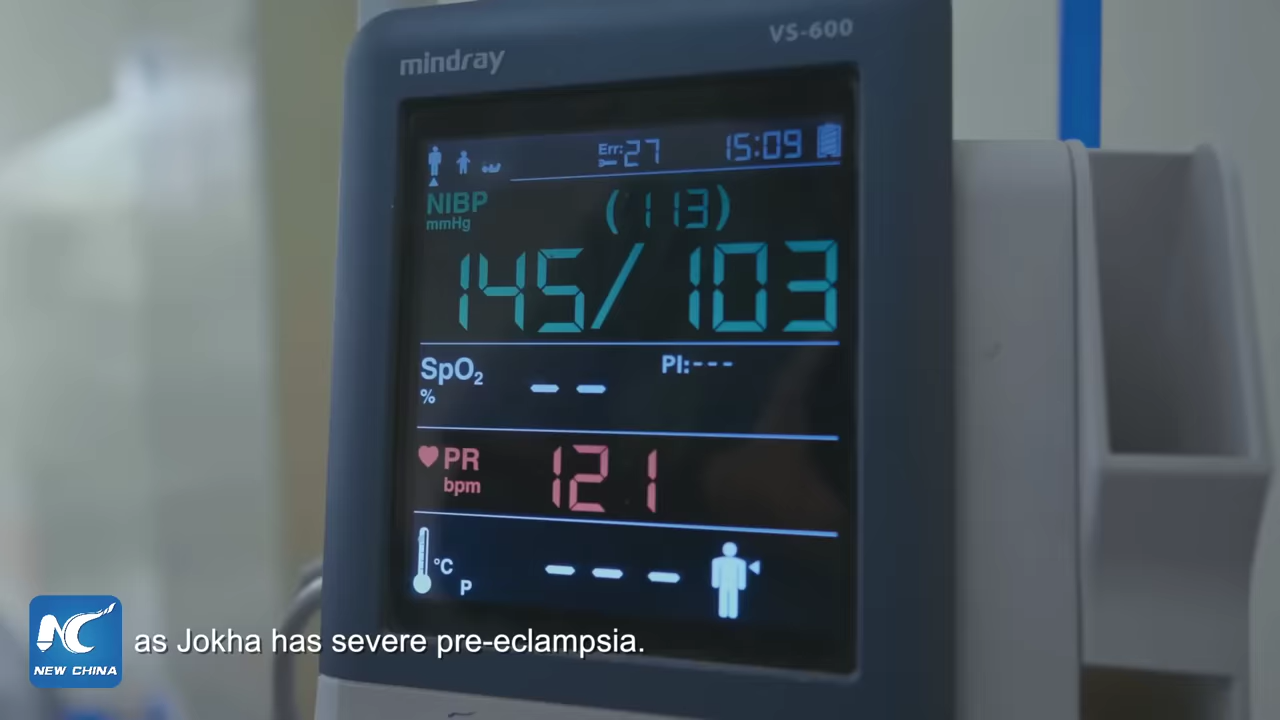 mindray
VS-600
Err: 27
15:09
NIBP
mmHg
(113)
145/103
SpO₂
%
PI:---
-- 
PR
bpm
121
°C
P
---
as Jokha has severe pre-eclampsia.
NEW CHINA